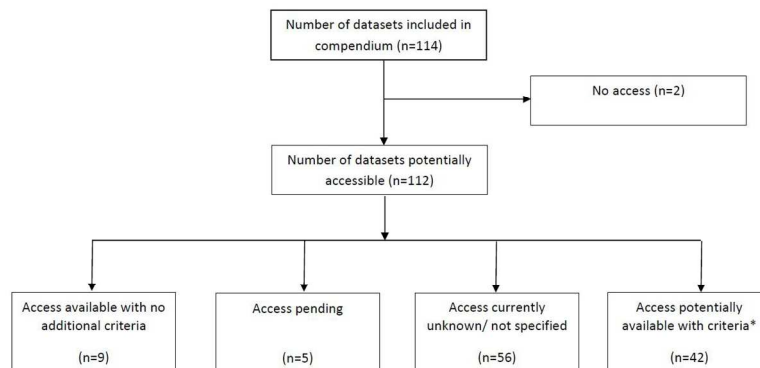 Number of datasets included in
compendium (n=114)
No access (n=2)
Number of datasets potentially
accessible (n=112)
Access available with no
additional criteria
(n=9)
Access pending
(n=5)
Access currently
unknown/ not specified
(n=56)
Access potentially
available with criteria*
(n=42)